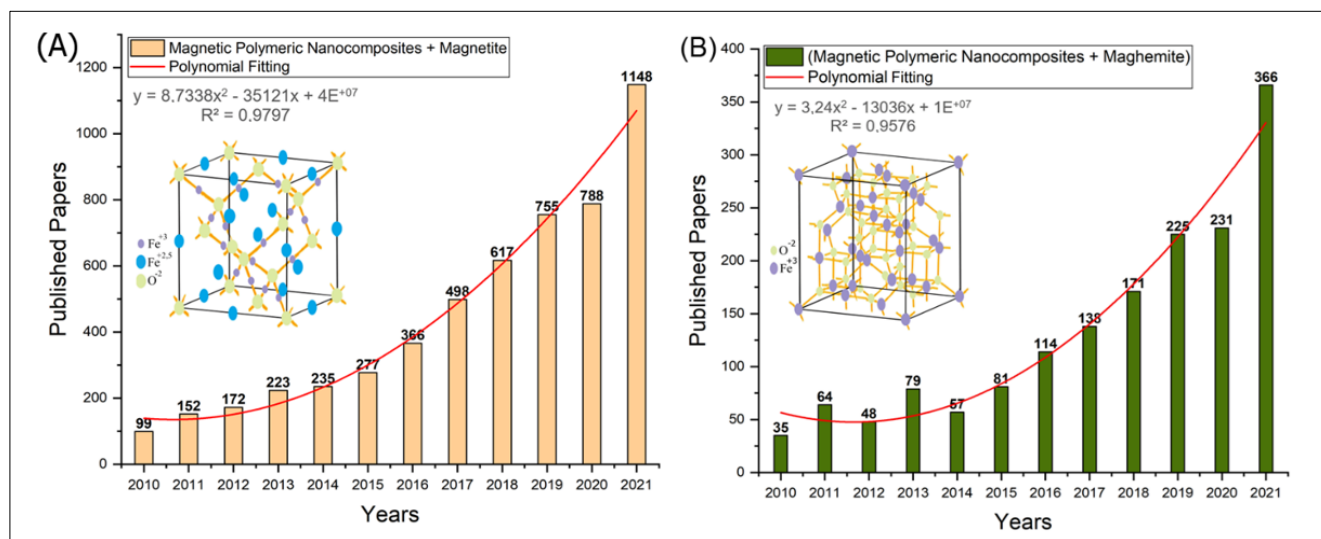 (A)
Magnetic Polymeric Nanocomposites + Magnetite
Polynomial Fitting
y = 8,7338x² - 35121x + 4E⁺⁰⁷
R² = 0.9797
Fe⁺³
Fe⁺²,⁵
O⁻²
Published Papers
1200
1000
800
600
400
200
0
99
152
172
223
235
277
366
498
617
755
788
1148
2010 2011 2012 2013 2014 2015 2016 2017 2018 2019 2020 2021
Years
(B)
(Magnetic Polymeric Nanocomposites + Maghemite)
Polynomial Fitting
y = 3,24x² - 13036x + 1E⁺⁰⁷
R² = 0.9576
O⁻²
Fe⁺³
Published Papers
400
350
300
250
200
150
100
50
0
35
64
48
79
57
81
114
138
171
225
231
366
2010 2011 2012 2013 2014 2015 2016 2017 2018 2019 2020 2021
Years